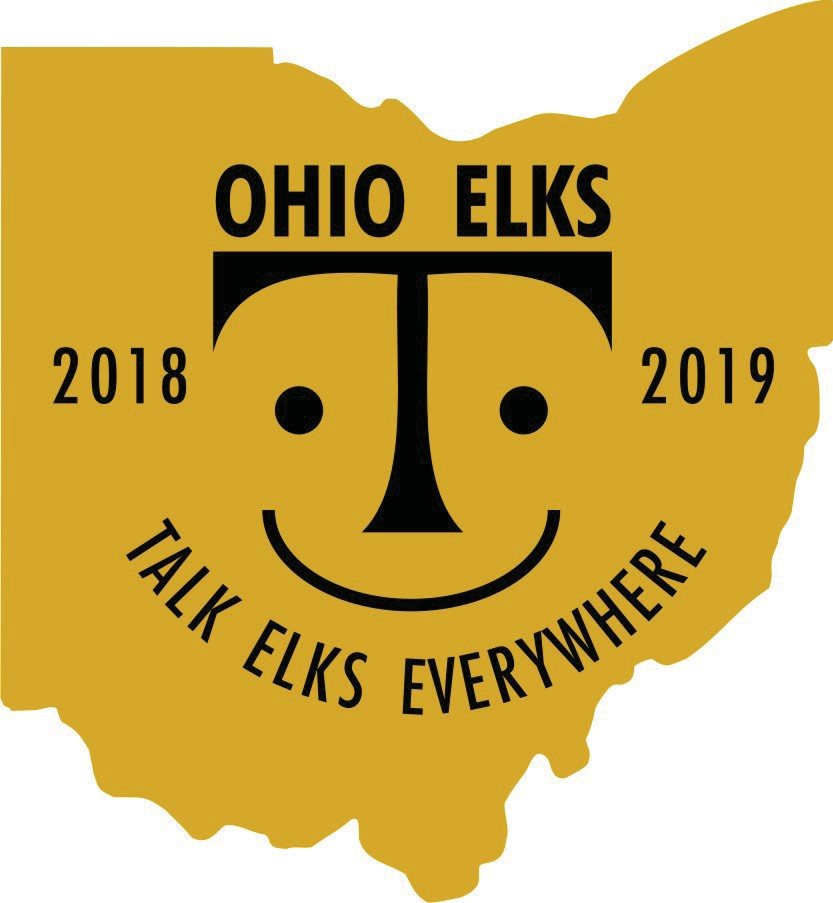 OHIO ELKS
T
2018
2019
TALK ELKS EVERYWHERE